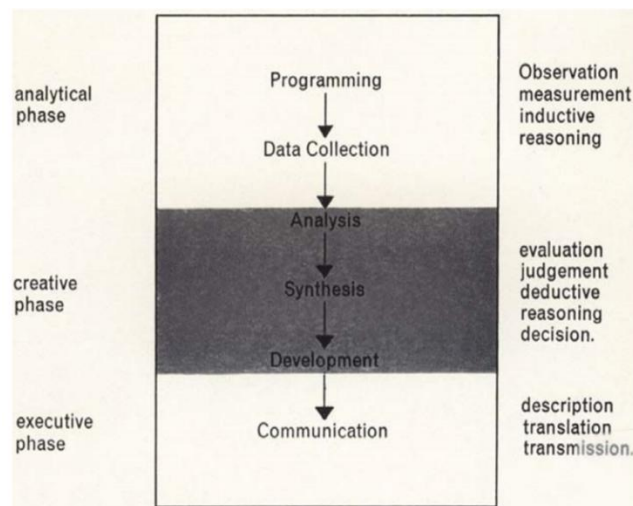 analytical
phase
Programming
Data Collection
Observation
measurement
inductive
reasoning
creative
phase
Analysis
Synthesis
Development
evaluation
judgement
deductive
reasoning
decision.
executive
phase
Communication
description
translation
transmission.